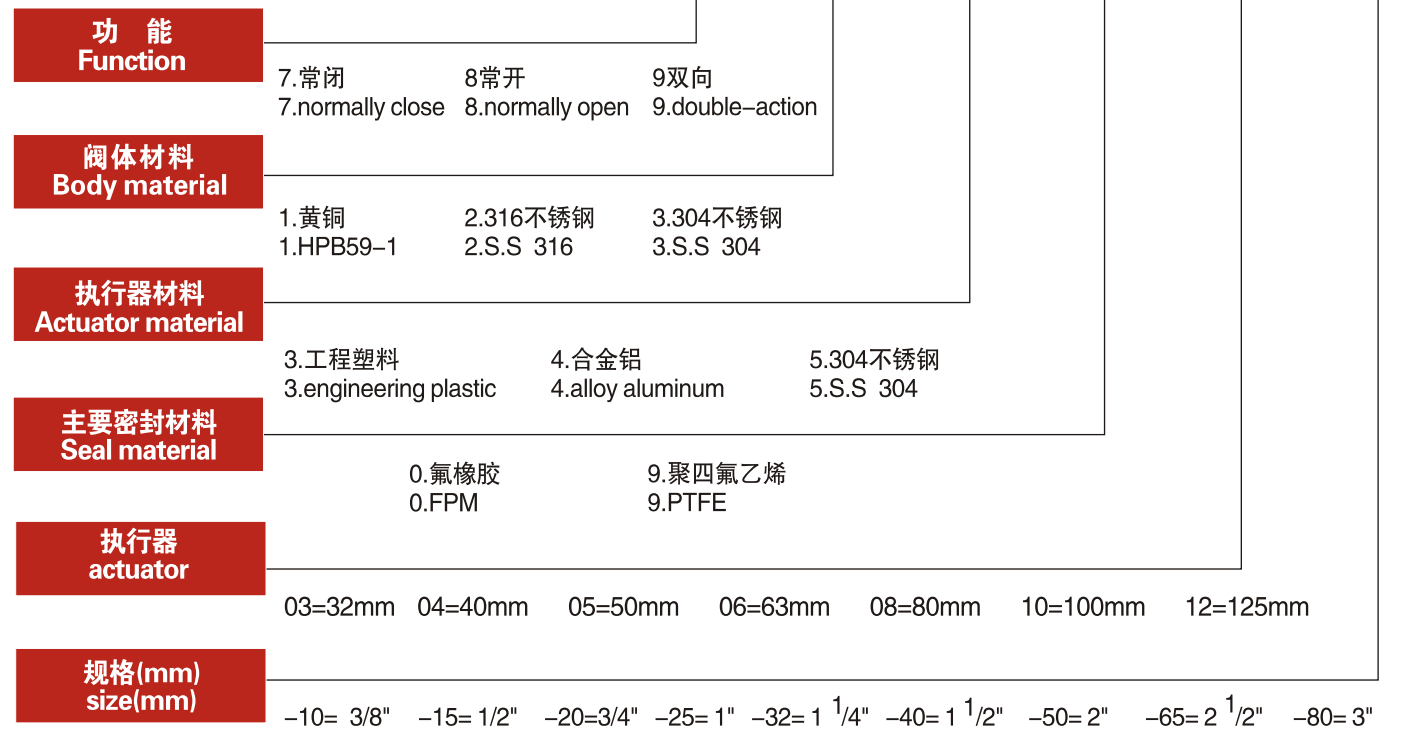 功 能
Function
7.常闭 8常开 9双向
7.normally close 8.normally open 9.double–action
阀体材料
Body material
1.黄铜 2.316不锈钢 3.304不锈钢
1.HPB59–1 2.S.S 316 3.S.S 304
执行器材料
Actuator material
3.工程塑料 4.合金铝 5.304不锈钢
3.engineering plastic 4.alloy aluminum 5.S.S 304
主要密封材料
Seal material
0.氟橡胶 9.聚四氟乙烯
0.FPM 9.PTFE
执行器
actuator
03=32mm 04=40mm 05=50mm 06=63mm 08=80mm 10=100mm 12=125mm
规格(mm)
size(mm)
–10= 3/8" –15= 1/2" –20=3/4" –25= 1" –32= 1 1/4" –40= 1 1/2" –50= 2" –65= 2 1/2" –80= 3"